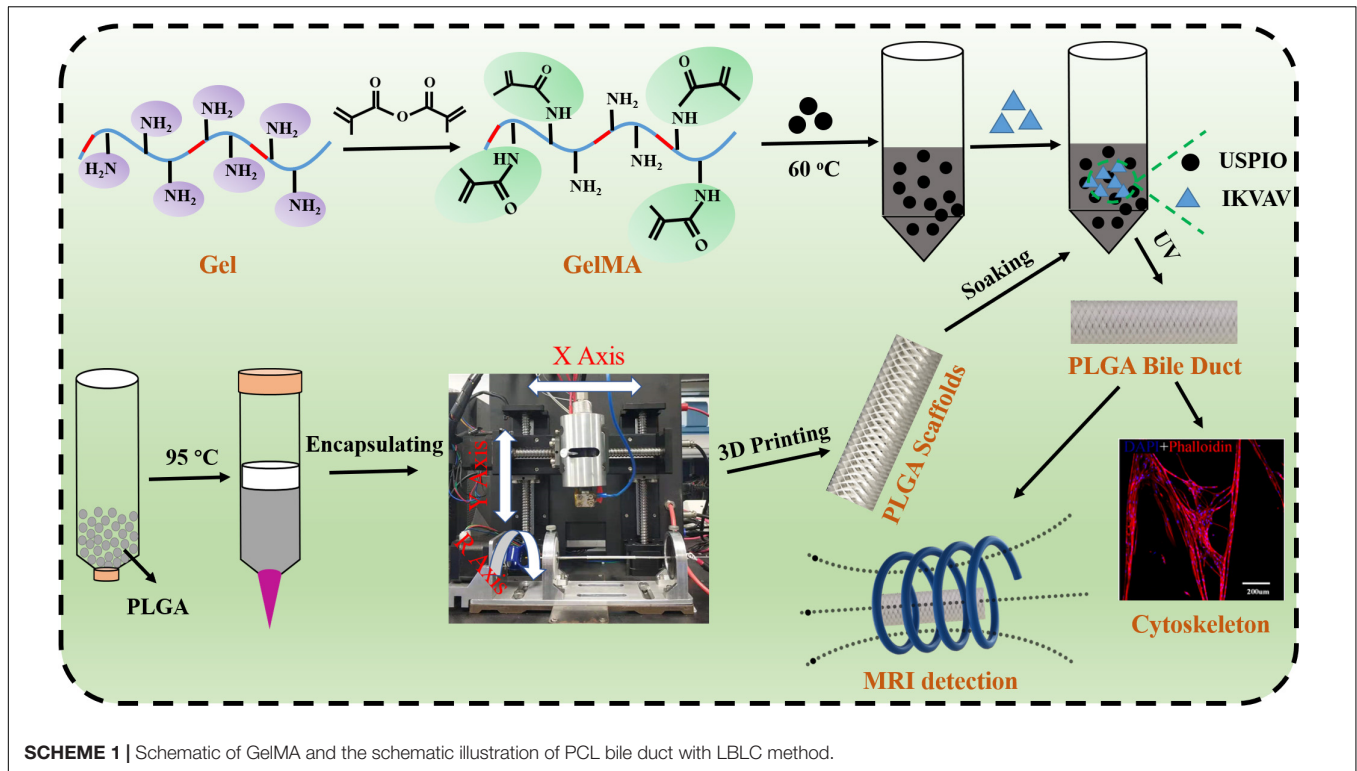 NH2
NH2
NH2
NH2
H2N
NH2
NH2
NH2
Gel
O
O
O
O
O
NH
NH2
NH2
O
NH
HN
O
NH2
NH2
NH
O
GelMA
60 °C
USPIO
IKVAV
UV
Soaking
PLGA Bile Duct
PLGA
95 °C
Encapsulating
X Axis
Y Axis
R Axis
3D Printing
PLGA Scaffolds
MRI detection
DAPI+Phalloidin
200um
Cytoskeleton
SCHEME 1 | Schematic of GelMA and the schematic illustration of PCL bile duct with LBLC method.